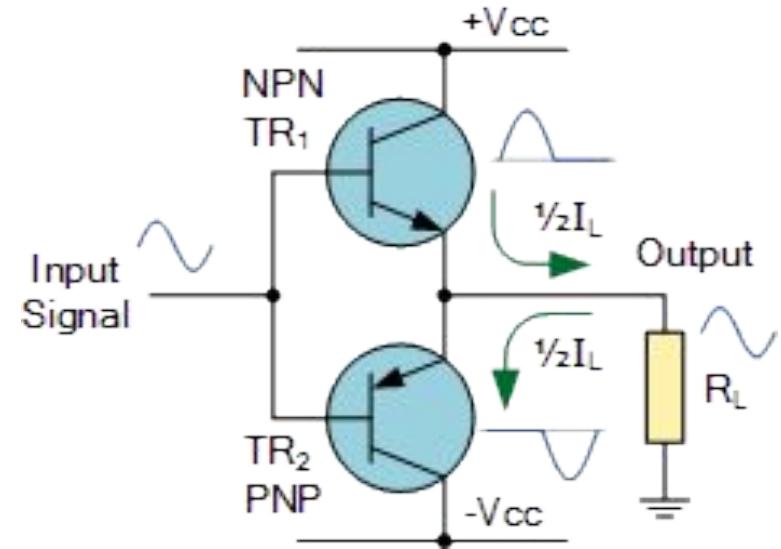 +Vcc
NPN
TR₁
½I_L
Input
Signal
Output
½I_L
R_L
TR₂
PNP
-Vcc